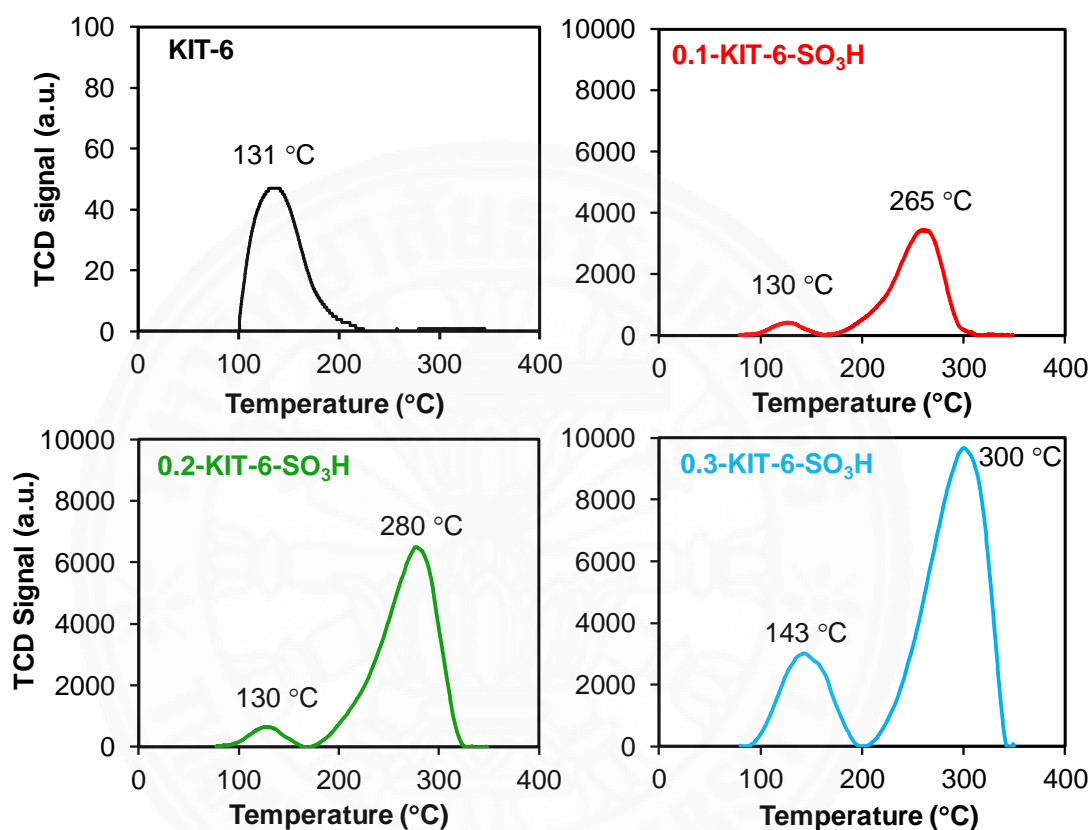 KIT-6
131 °C
TCD signal (a.u.)
100
80
60
40
20
0
0 100 200 300 400
Temperature (°C)
0.1-KIT-6-SO₃H
265 °C
130 °C
10000
8000
6000
4000
2000
0
0 100 200 300 400
Temperature (°C)
0.2-KIT-6-SO₃H
280 °C
130 °C
TCD Signal (a.u.)
10000
8000
6000
4000
2000
0
0 100 200 300 400
Temperature (°C)
0.3-KIT-6-SO₃H
300 °C
143 °C
10000
8000
6000
4000
2000
0
0 100 200 300 400
Temperature (°C)